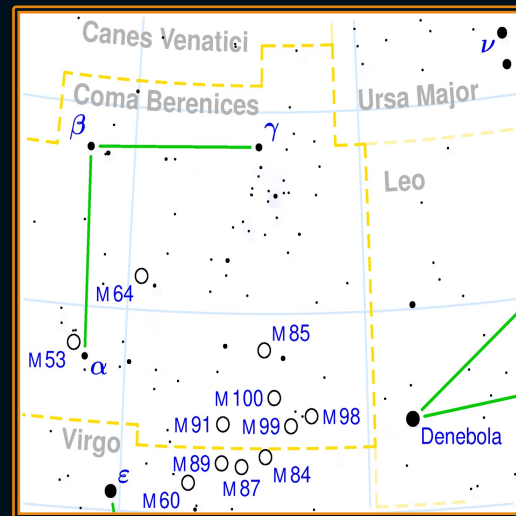 Canes Venatici
ν
Coma Berenices
Ursa Major
β
γ
Leo
M 64
M 85
M 53
α
M 100
M 98
M 91
M 99
Denebola
Virgo
M 89
M 84
ε
M 87
M 60